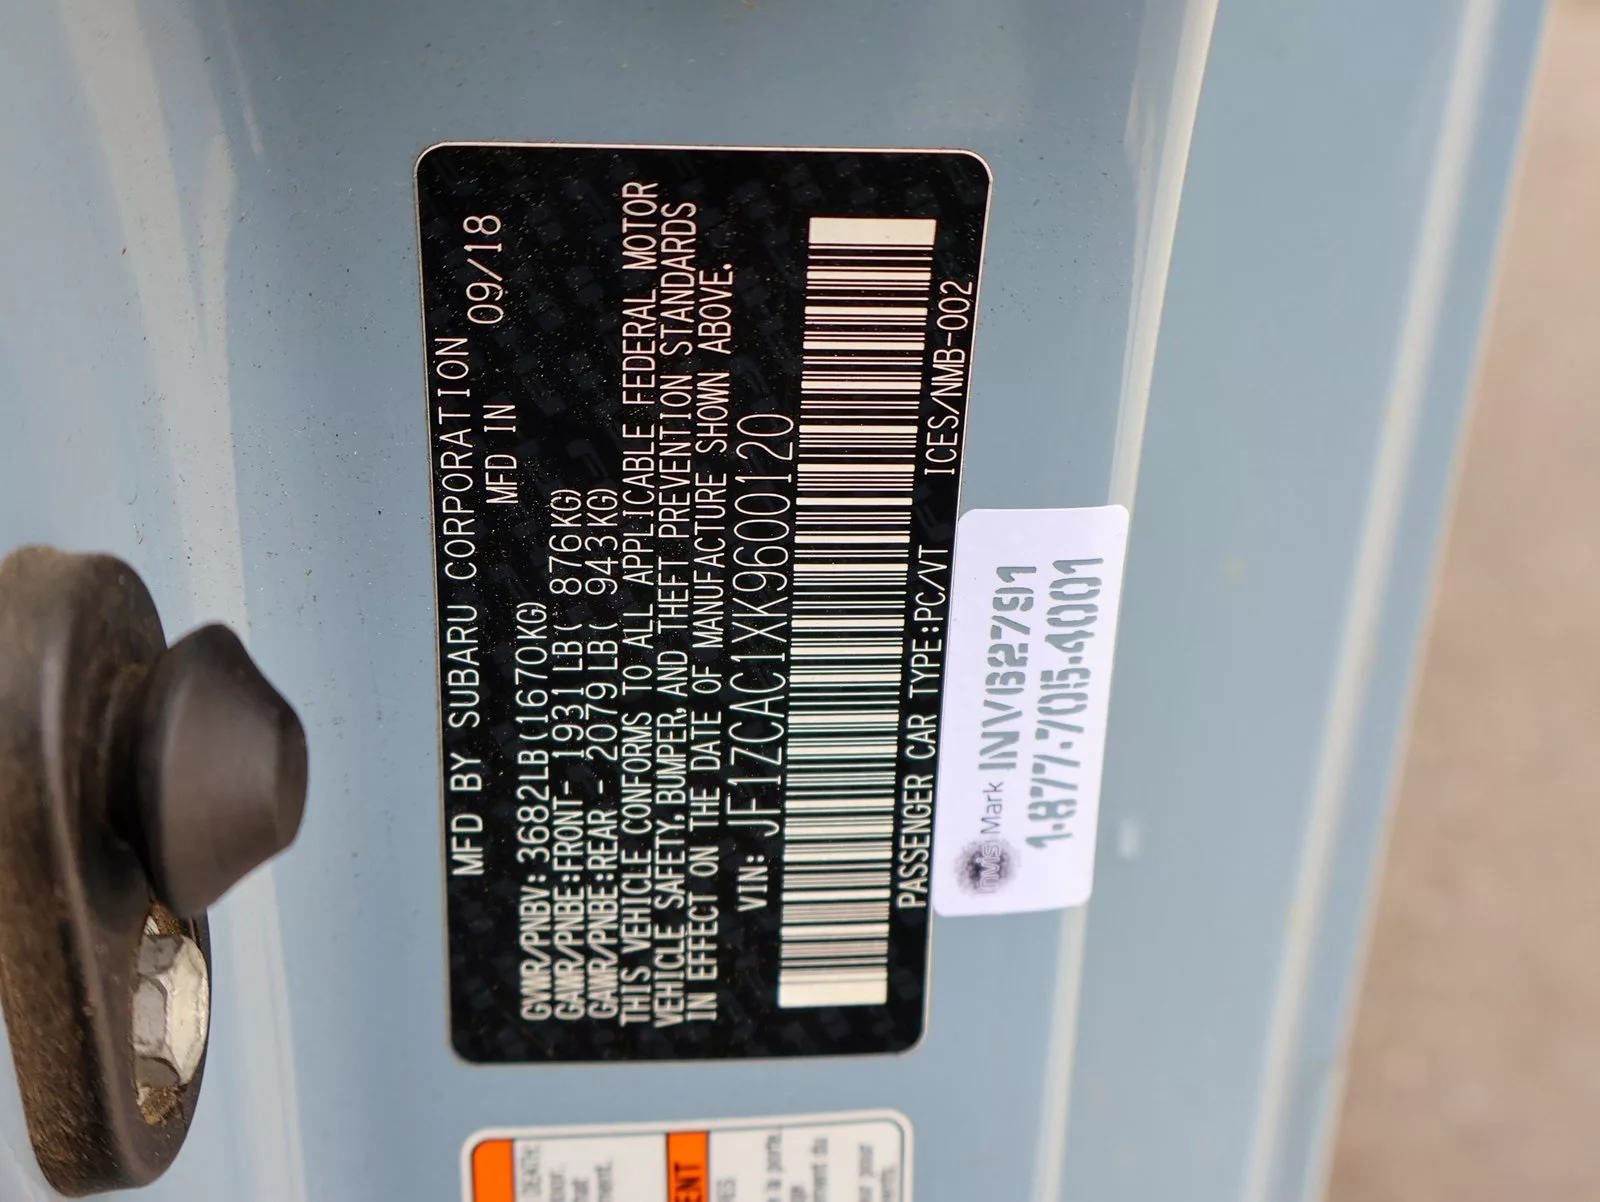 MFD BY SUBARU CORPORATION
MFD IN 09/18
GVWR/PNBV: 3682LB(1670KG)
GAWR/PNBE:FRONT- 1931LB( 876KG)
GAWR/PNBE:REAR - 2079LB( 943KG)
THIS VEHICLE CONFORMS TO ALL APPLICABLE FEDERAL MOTOR
VEHICLE SAFETY, BUMPER, AND THEFT PREVENTION STANDARDS
IN EFFECT ON THE DATE OF MANUFACTURE SHOWN ABOVE.
VIN: JF1ZCAC1XK9600120
PASSENGER CAR TYPE:PC/VT ICES/NMB-002
nvisiMark INV62791
1-877-705-4001
DEATH: